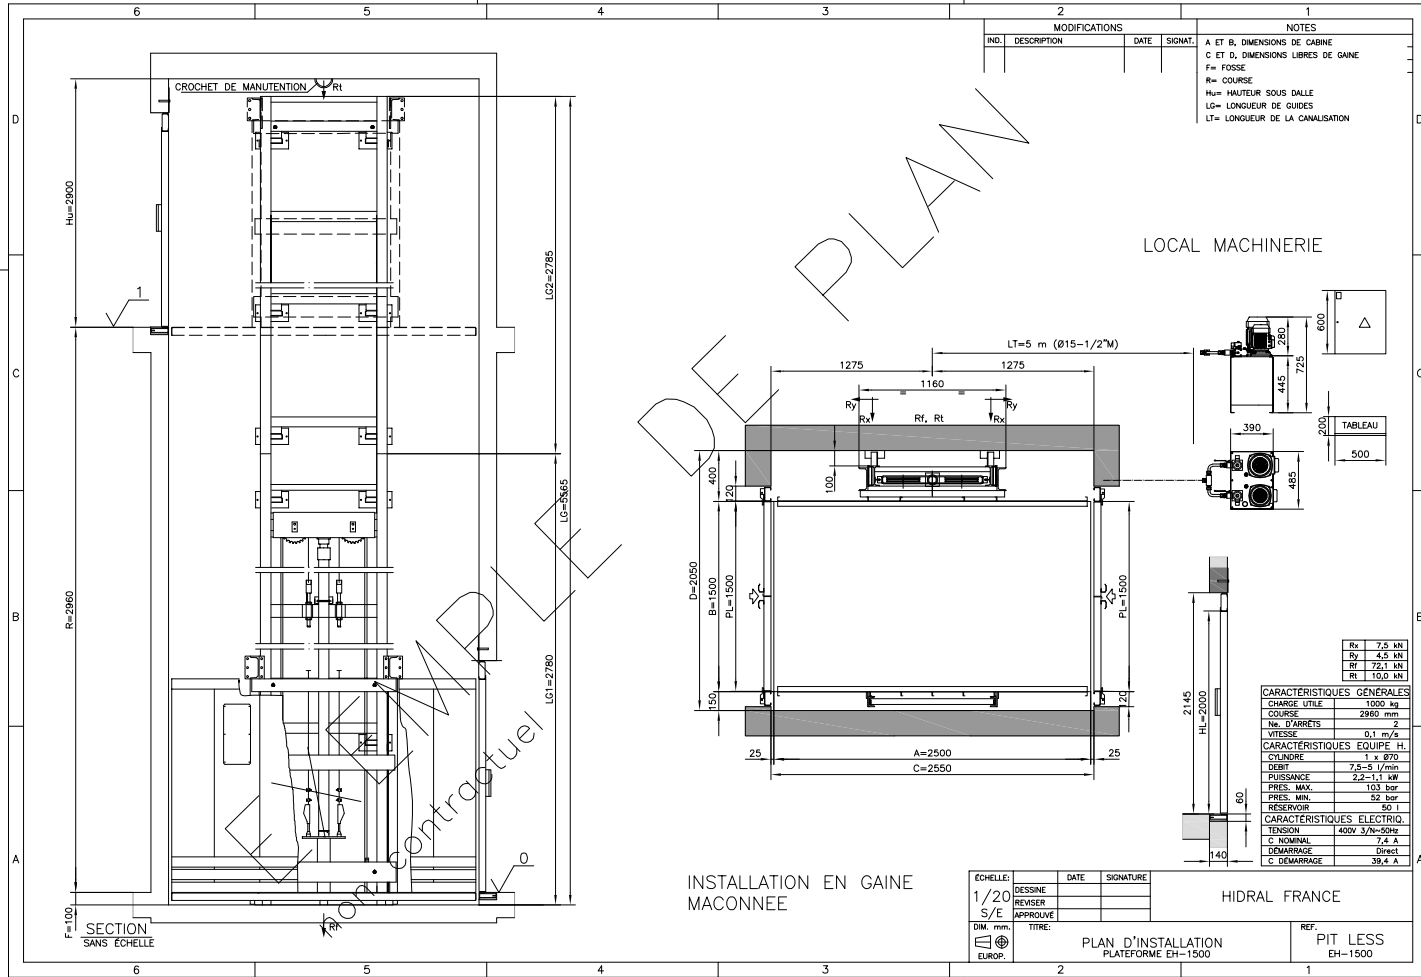 6 5 4 3 2 1
MODIFICATIONS
IND. DESCRIPTION DATE SIGNAT.
NOTES
A ET B, DIMENSIONS DE CABINE
C ET D, DIMENSIONS LIBRES DE GAINE
F= FOSSE
R= COURSE
Hu= HAUTEUR SOUS DALLE
LG= LONGUEUR DE GUIDES
LT= LONGUEUR DE LA CANALISATION
D
C
B
A
D
C
B
A
CROCHET DE MANUTENTION
Rt
Hu=2900
1
R=2960
F=100
LG2=2785
LG=5565
LG1=2780
0
Rf
SECTION
SANS ÉCHELLE
EXEMPLE DE PLAN
non contractuel
LOCAL MACHINERIE
LT=5 m (Ø15-1/2"M)
1275
1275
1160
= =
Ry
Rx
Rf, Rt
Rx
Ry
400
100
120
D=2050
B=1500
PL=1500
PL=1500
150
120
25
A=2500
25
C=2550
280
725
445
600
200
TABLEAU
500
390
485
2145
HL=2000
60
140
Rx 7,5 kN
Ry 4,5 kN
Rf 72,1 kN
Rt 10,0 kN
CARACTÉRISTIQUES GÉNÉRALES
CHARGE UTILE 1000 kg
COURSE 2960 mm
No. D'ARRÊTS 2
VITESSE 0,1 m/s
CARACTÉRISTIQUES EQUIPE H.
CYLINDRE 1 x Ø70
DEBIT 7,5-5 l/min
PUISSANCE 2,2-1,1 kW
PRES. MAX. 103 bar
PRES. MIN. 52 bar
RÉSERVOIR 50 l
CARACTÉRISTIQUES ELECTRIQ.
TENSION 400V 3/N~50Hz
C NOMINAL 7,4 A
DÉMARRAGE Direct
C DÉMARRAGE 39,4 A
INSTALLATION EN GAINE
MACONNEE
ÉCHELLE:
1/20
S/E
DIM. mm.
EUROP.
DATE SIGNATURE
DESSINE
REVISER
APPROUVÉ
HIDRAL FRANCE
TITRE:
PLAN D'INSTALLATION
PLATEFORME EH-1500
REF.
PIT LESS
EH-1500
6 5 4 3 2 1